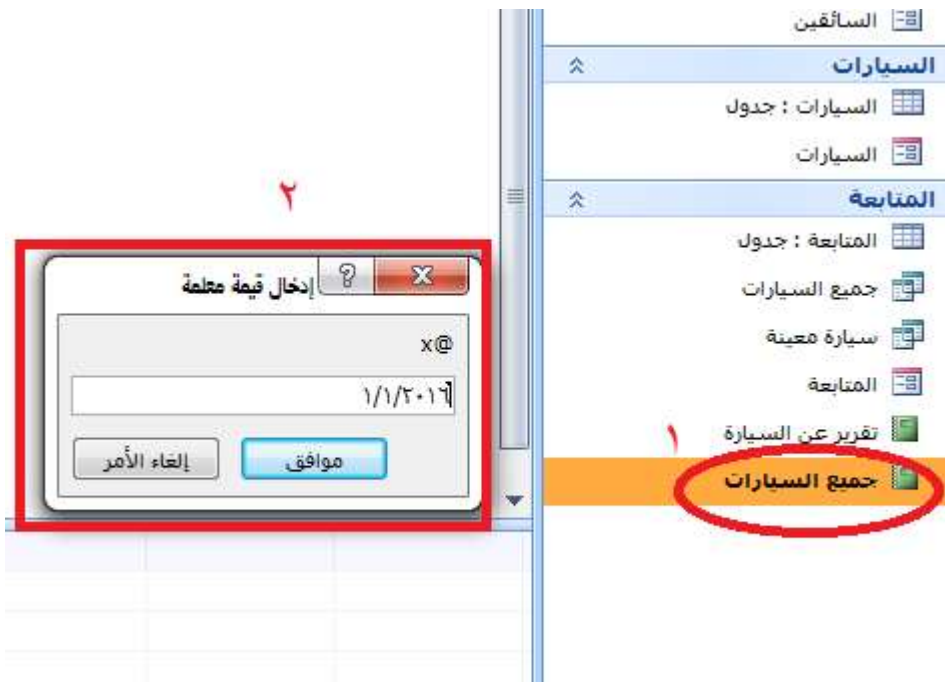 السائقين
السيارات
السيارات : جدول
السيارات
المتابعة
المتابعة : جدول
جميع السيارات
سيارة معينة
المتابعة
تقرير عن السيارة
جميع السيارات
١
٢
إدخال قيمة معلمة
x@
١/١/٢٠١٦
موافق
إلغاء الأمر